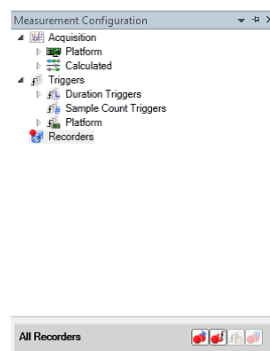 Measurement Configuration
Acquisition
Platform
Calculated
Triggers
Duration Triggers
Sample Count Triggers
Platform
Recorders
All Recorders